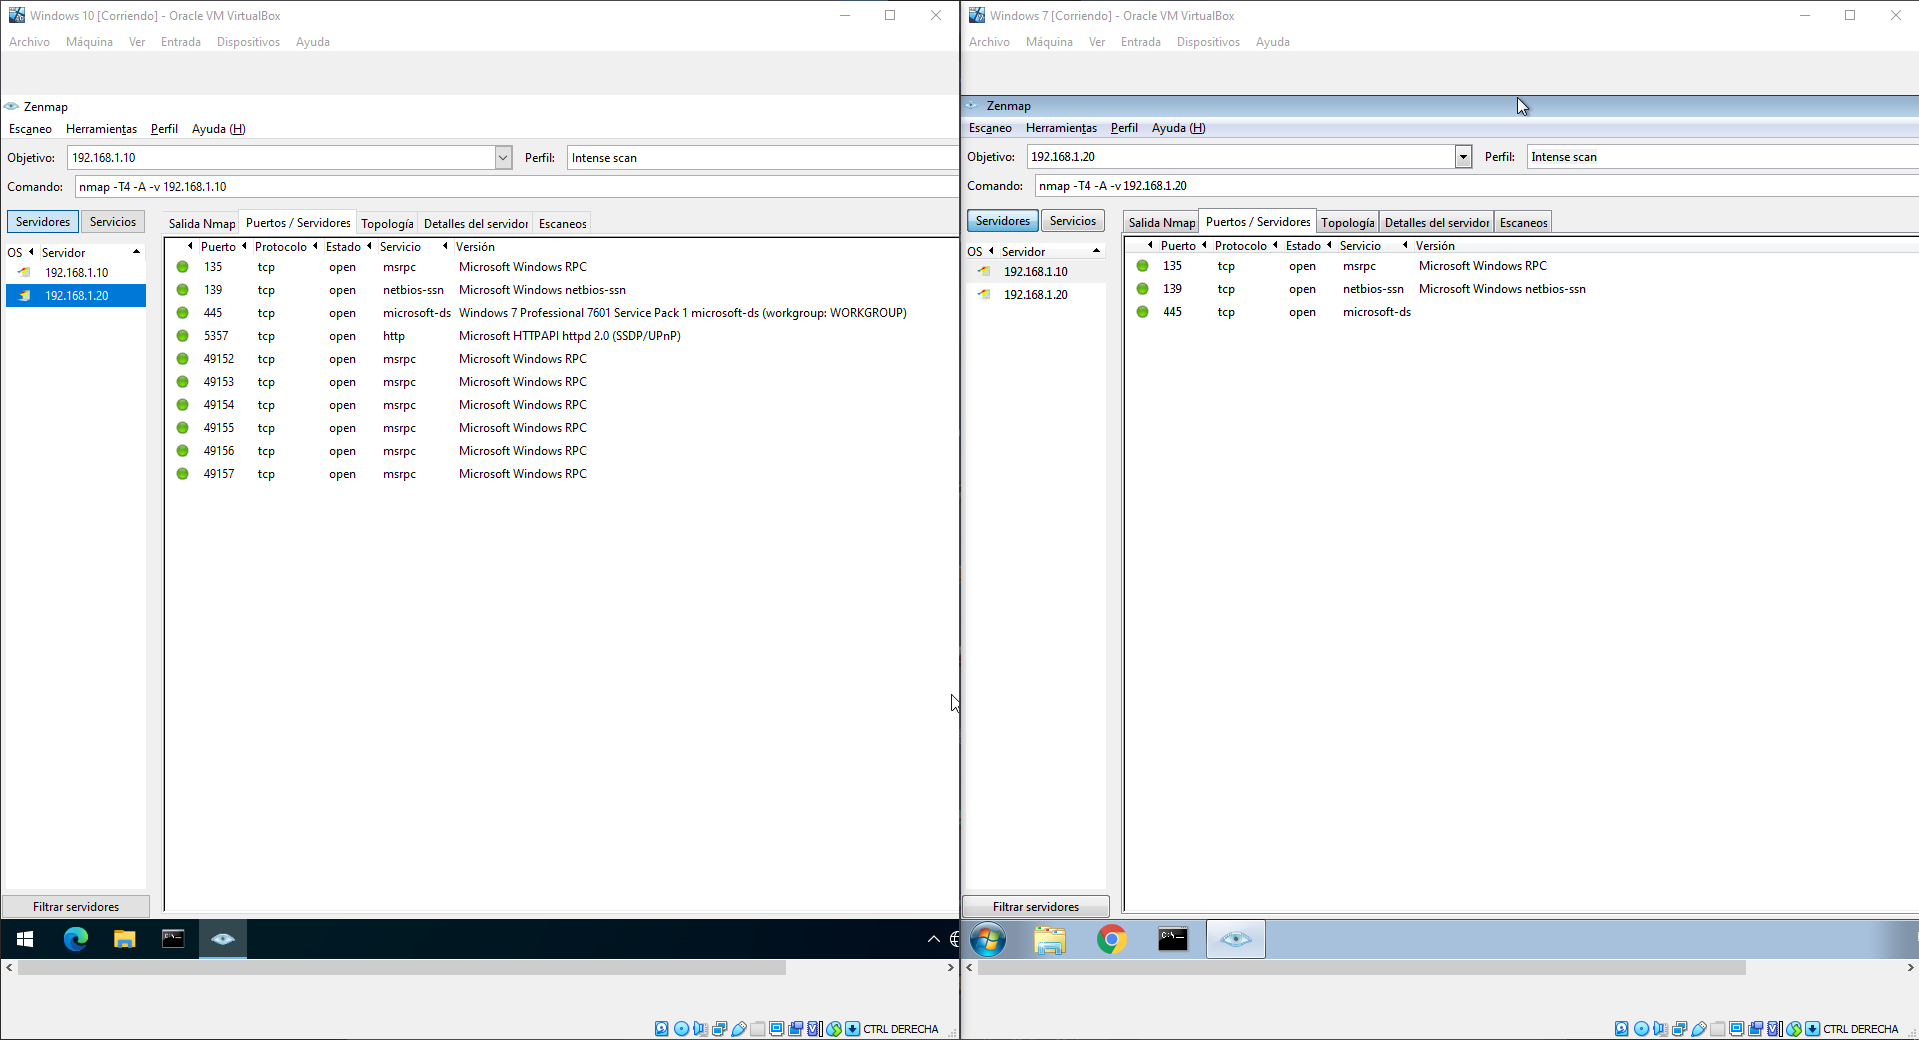 Windows 10 [Corriendo] - Oracle VM VirtualBox
Archivo Máquina Ver Entrada Dispositivos Ayuda
Zenmap
Escaneo Herramientas Perfil Ayuda (H)
Objetivo: 192.168.1.10 Perfil: Intense scan
Comando: nmap -T4 -A -v 192.168.1.10
Servidores Servicios Salida Nmap Puertos / Servidores Topología Detalles del servidor Escaneos
OS Servidor Puerto Protocolo Estado Servicio Versión
192.168.1.10
192.168.1.20
135 tcp open msrpc Microsoft Windows RPC
139 tcp open netbios-ssn Microsoft Windows netbios-ssn
445 tcp open microsoft-ds Windows 7 Professional 7601 Service Pack 1 microsoft-ds (workgroup: WORKGROUP)
5357 tcp open http Microsoft HTTPAPI httpd 2.0 (SSDP/UPnP)
49152 tcp open msrpc Microsoft Windows RPC
49153 tcp open msrpc Microsoft Windows RPC
49154 tcp open msrpc Microsoft Windows RPC
49155 tcp open msrpc Microsoft Windows RPC
49156 tcp open msrpc Microsoft Windows RPC
49157 tcp open msrpc Microsoft Windows RPC
Filtrar servidores
CTRL DERECHA
Windows 7 [Corriendo] - Oracle VM VirtualBox
Archivo Máquina Ver Entrada Dispositivos Ayuda
Zenmap
Escaneo Herramientas Perfil Ayuda (H)
Objetivo: 192.168.1.20 Perfil: Intense scan
Comando: nmap -T4 -A -v 192.168.1.20
Servidores Servicios Salida Nmap Puertos / Servidores Topología Detalles del servidor Escaneos
OS Servidor Puerto Protocolo Estado Servicio Versión
192.168.1.10
192.168.1.20
135 tcp open msrpc Microsoft Windows RPC
139 tcp open netbios-ssn Microsoft Windows netbios-ssn
445 tcp open microsoft-ds
Filtrar servidores
CTRL DERECHA